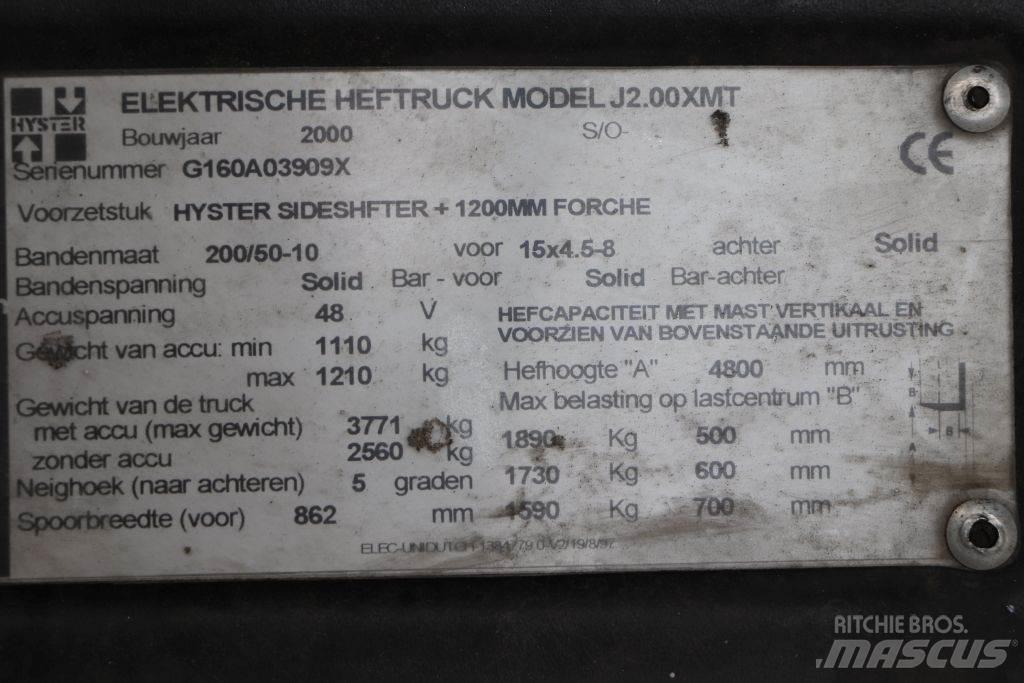 ELEKTRISCHE HEFTRUCK MODEL J2.00XMT
HYSTER
Bouwjaar 2000 S/O-
CE
Serienummer G160A03909X
Voorzetstuk HYSTER SIDESHFTER + 1200MM FORCHE
Bandenmaat 200/50-10 voor 15x4.5-8 achter Solid
Bandenspanning Solid Bar - voor Solid Bar-achter
Accuspanning 48 V
Gewicht van accu: min 1110 kg
max 1210 kg
Gewicht van de truck
met accu (max gewicht) 3771 kg
zonder accu 2560 kg
Neighoek (naar achteren) 5 graden
Spoorbreedte (voor) 862 mm
HEFCAPACITEIT MET MAST VERTIKAAL EN
VOORZIEN VAN BOVENSTAANDE UITRUSTING
Hefhoogte "A" 4800 mm
Max belasting op lastcentrum "B"
1890 Kg 500 mm
1730 Kg 600 mm
1590 Kg 700 mm
B
A
B
RITCHIE BROS.
MASCUS